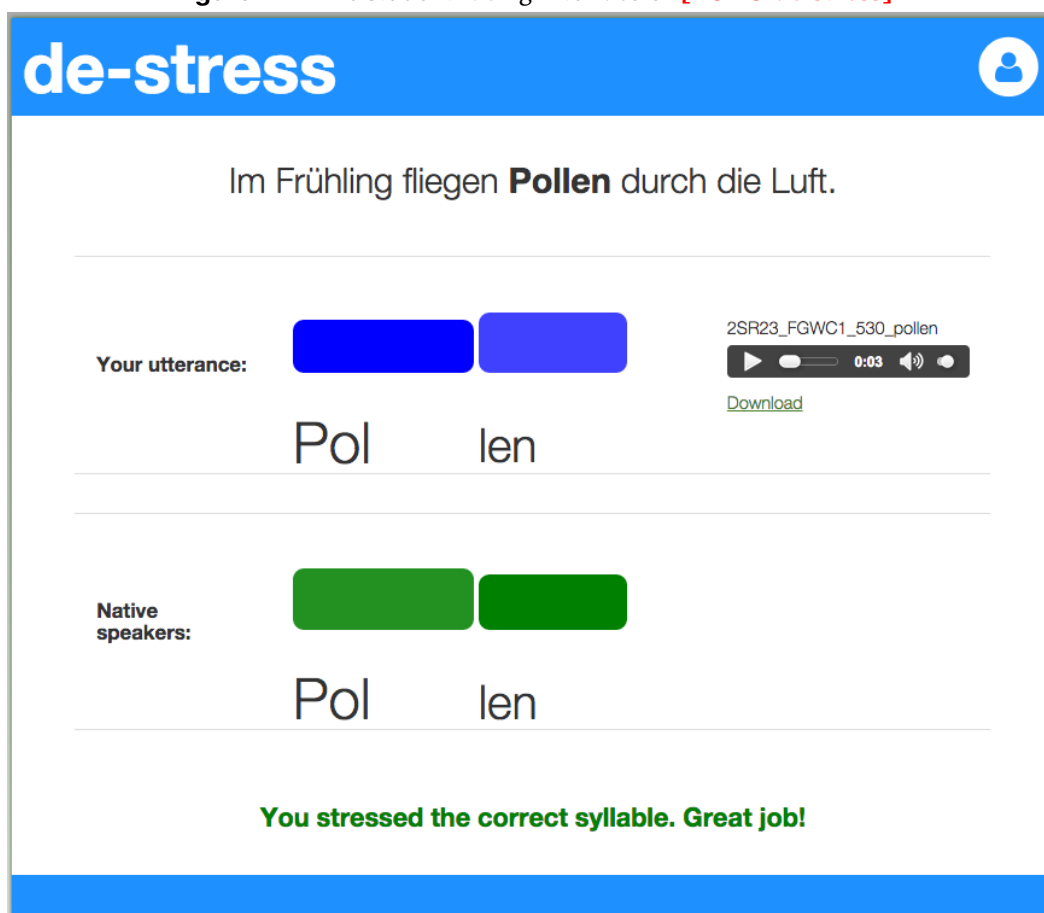 de-stress
Im Frühling fliegen Pollen durch die Luft.
2SR23_FGWC1_530_pollen
Your utterance:
0:03
Download
Pol len
Native
speakers:
Pol len
You stressed the correct syllable. Great job!